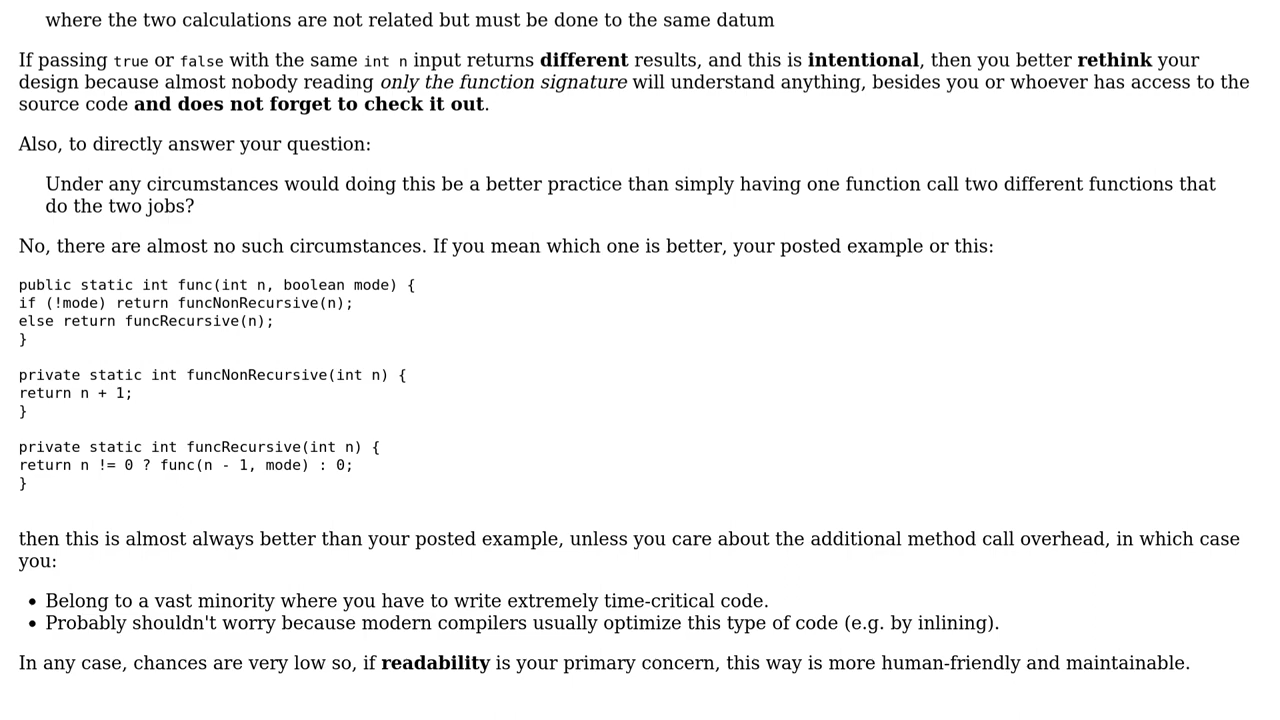 where the two calculations are not related but must be done to the same datum
If passing true or false with the same int n input returns different results, and this is intentional, then you better rethink your
design because almost nobody reading only the function signature will understand anything, besides you or whoever has access to the
source code and does not forget to check it out.
Also, to directly answer your question:
Under any circumstances would doing this be a better practice than simply having one function call two different functions that
do the two jobs?
No, there are almost no such circumstances. If you mean which one is better, your posted example or this:
public static int func(int n, boolean mode) {
if (!mode) return funcNonRecursive(n);
else return funcRecursive(n);
}
private static int funcNonRecursive(int n) {
return n + 1;
}
private static int funcRecursive(int n) {
return n != 0 ? func(n - 1, mode) : 0;
}
then this is almost always better than your posted example, unless you care about the additional method call overhead, in which case
you:
• Belong to a vast minority where you have to write extremely time-critical code.
• Probably shouldn't worry because modern compilers usually optimize this type of code (e.g. by inlining).
In any case, chances are very low so, if readability is your primary concern, this way is more human-friendly and maintainable.